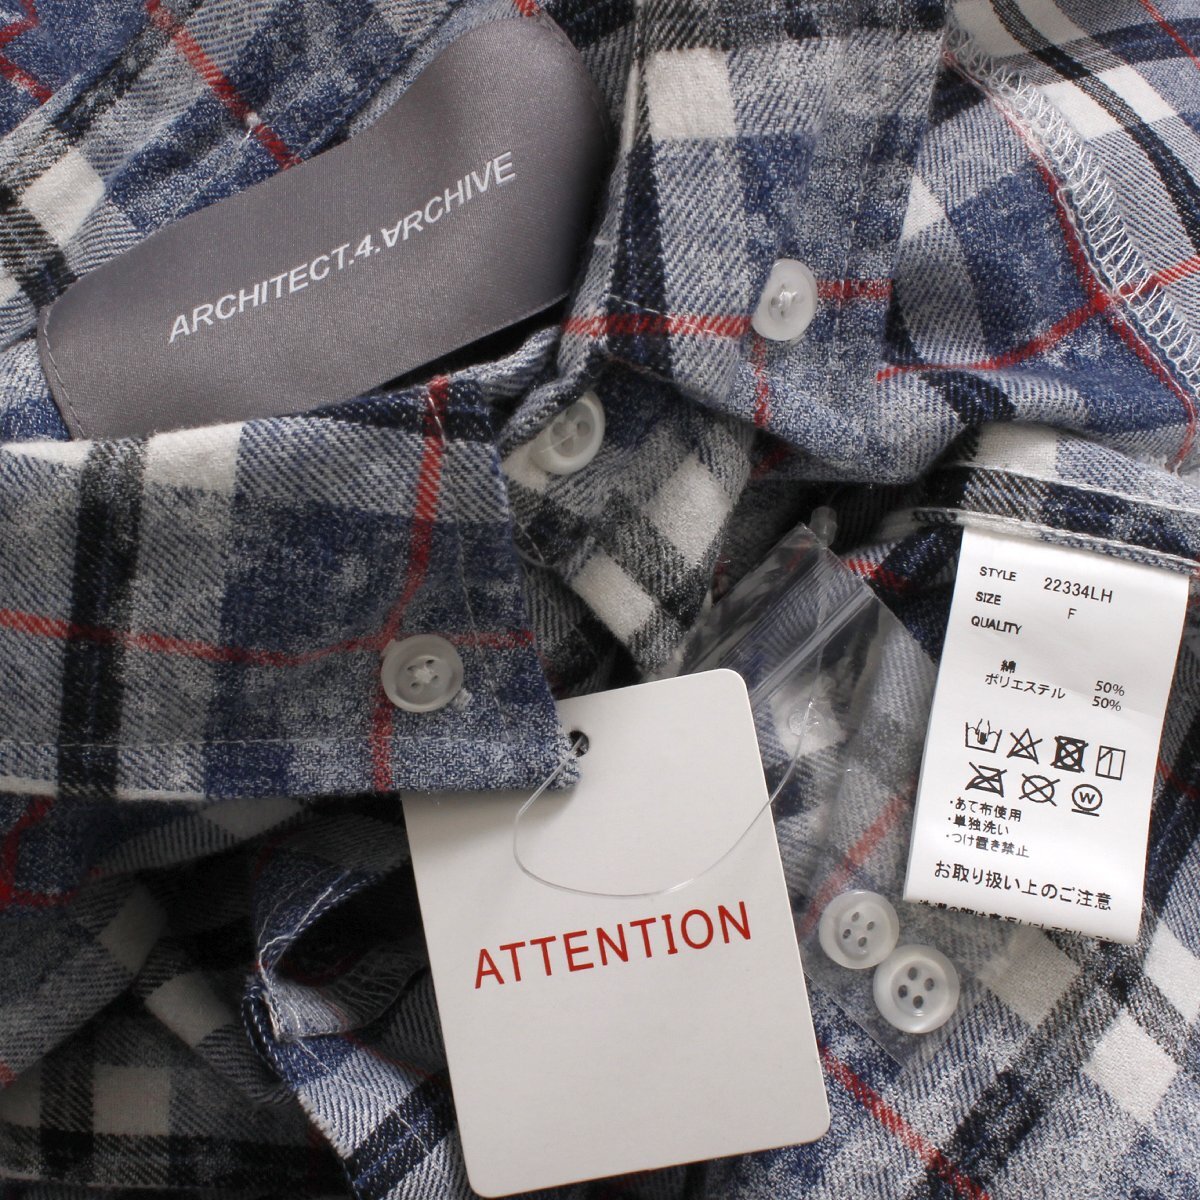 ARCHITECT.4.∀RCHIVE
STYLE 22334LH
SIZE F
QUALITY
綿 50%
ポリエステル 50%
W
・あて布使用
・単独洗い
・つけ置き禁止
お取り扱い上のご注意
ATTENTION